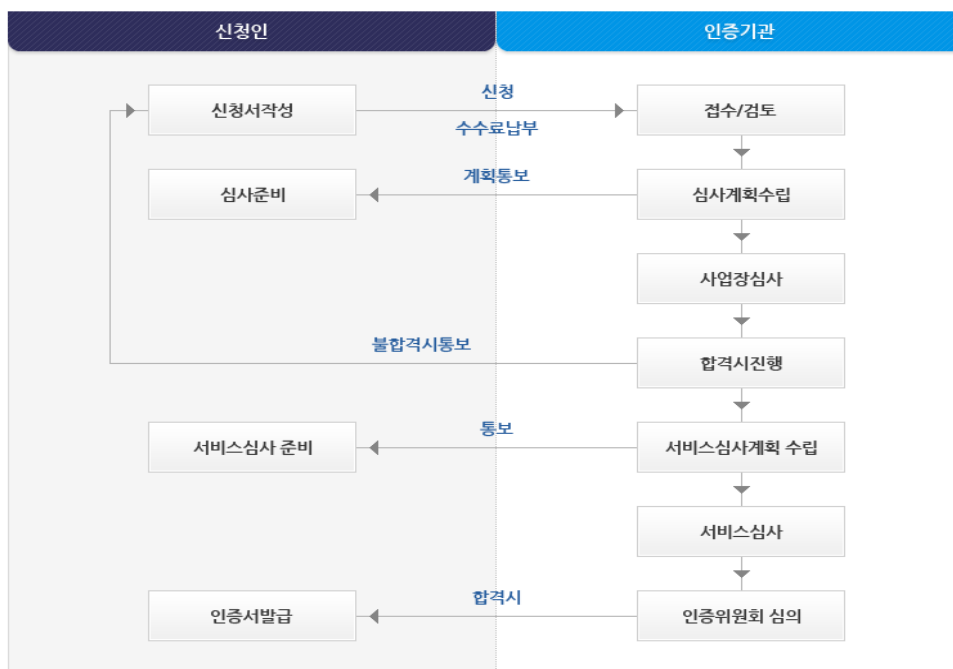 신청인
인증기관
신청서작성
신청
수수료납부
접수/검토
심사준비
계획통보
심사계획수립
사업장심사
불합격시통보
합격시진행
서비스심사 준비
통보
서비스심사계획 수립
서비스심사
인증서발급
합격시
인증위원회 심의